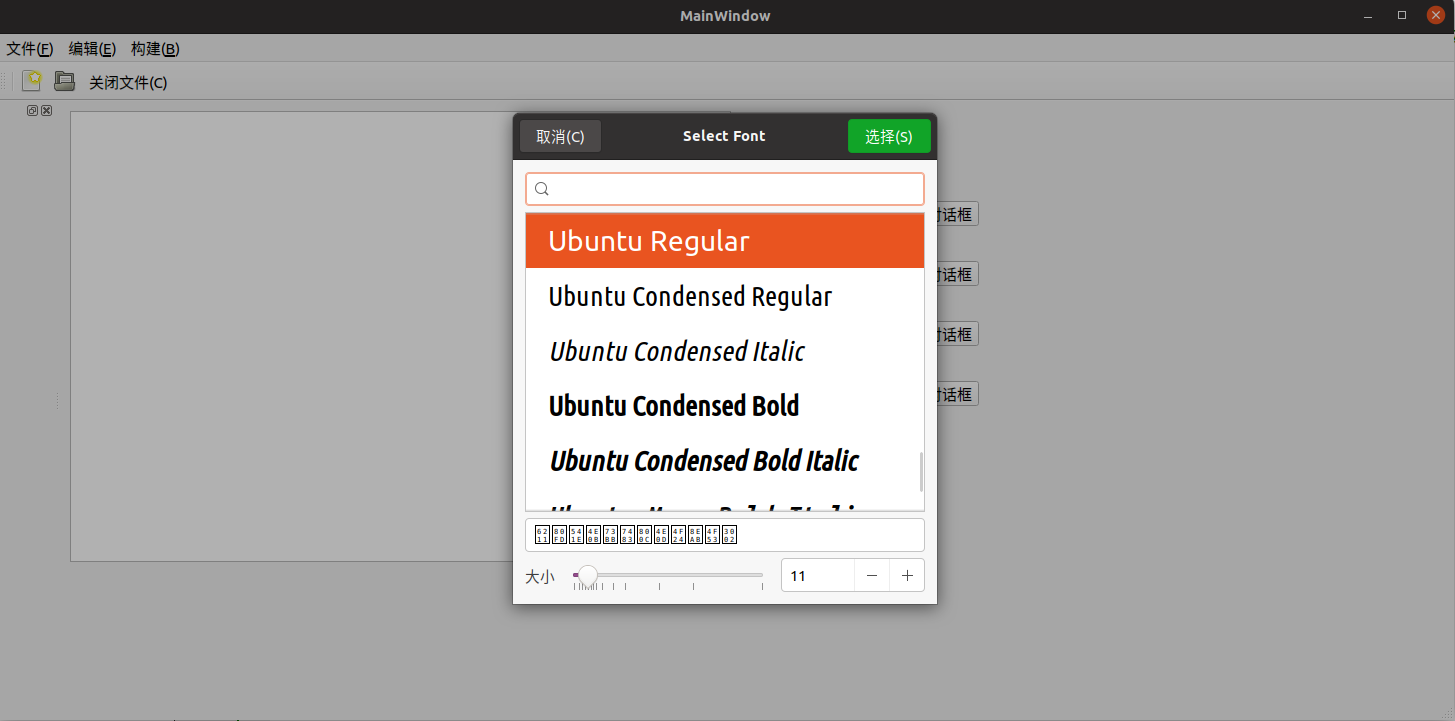 MainWindow
文件(F) 编辑(E) 构建(B)
关闭文件(C)
取消(C) Select Font 选择(S)
Ubuntu Regular
对话框
Ubuntu Condensed Regular
对话框
Ubuntu Condensed Italic
对话框
Ubuntu Condensed Bold
对话框
Ubuntu Condensed Bold Italic
大小 11